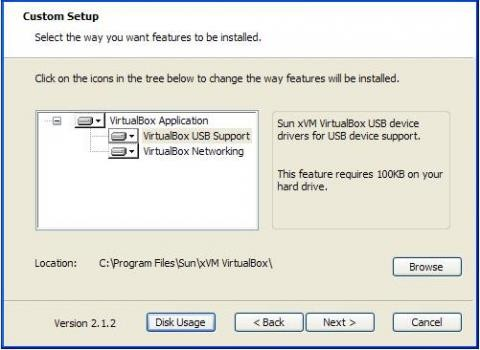 Custom Setup
Select the way you want features to be installed.
Click on the icons in the tree below to change the way features will be installed.
VirtualBox Application
VirtualBox USB Support
VirtualBox Networking
Sun xVM VirtualBox USB device
drivers for USB device support.
This feature requires 100KB on your
hard drive.
Location: C:\Program Files\Sun\xVM VirtualBox\
Browse
Version 2.1.2
Disk Usage
< Back
Next >
Cancel